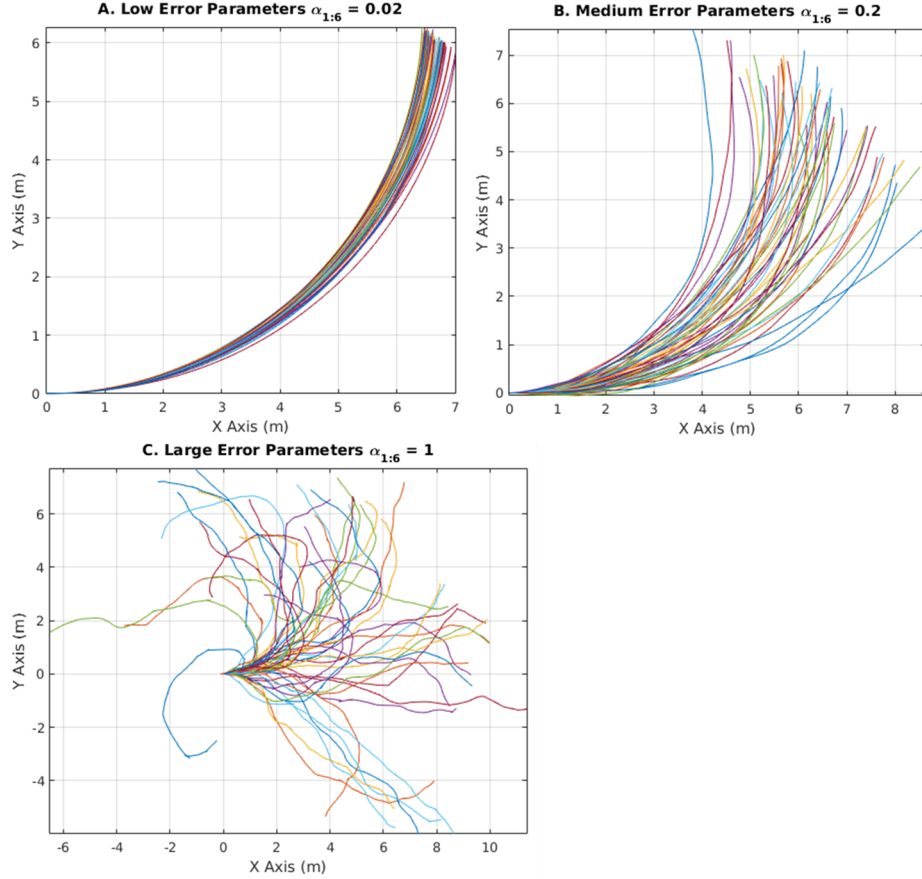 A. Low Error Parameters α1:6 = 0.02
6
5
4
3
2
1
0
Y Axis (m)
0 1 2 3 4 5 6 7
X Axis (m)
B. Medium Error Parameters α1:6 = 0.2
7
6
5
4
3
2
1
0
Y Axis (m)
0 1 2 3 4 5 6 7 8
X Axis (m)
C. Large Error Parameters α1:6 = 1
6
4
2
0
-2
-4
Y Axis (m)
-6 -4 -2 0 2 4 6 8 10
X Axis (m)